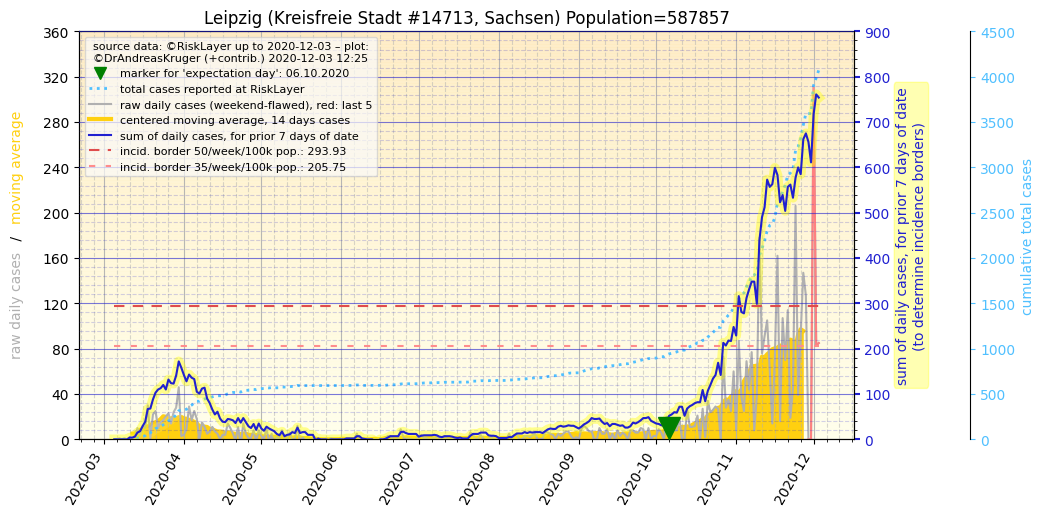 Leipzig (Kreisfreie Stadt #14713, Sachsen) Population=587857
source data: ©RiskLayer up to 2020-12-03 – plot:
©DrAndreasKruger (+contrib.) 2020-12-03 12:25
marker for 'expectation day': 06.10.2020
total cases reported at RiskLayer
raw daily cases (weekend-flawed), red: last 5
centered moving average, 14 days cases
sum of daily cases, for prior 7 days of date
incid. border 50/week/100k pop.: 293.93
incid. border 35/week/100k pop.: 205.75
raw daily cases / moving average
360
320
280
240
200
160
120
80
40
0
900
800
700
600
500
400
300
200
100
0
sum of daily cases, for prior 7 days of date
(to determine incidence borders)
4500
4000
3500
3000
2500
2000
1500
1000
500
0
cumulative total cases
2020-03
2020-04
2020-05
2020-06
2020-07
2020-08
2020-09
2020-10
2020-11
2020-12